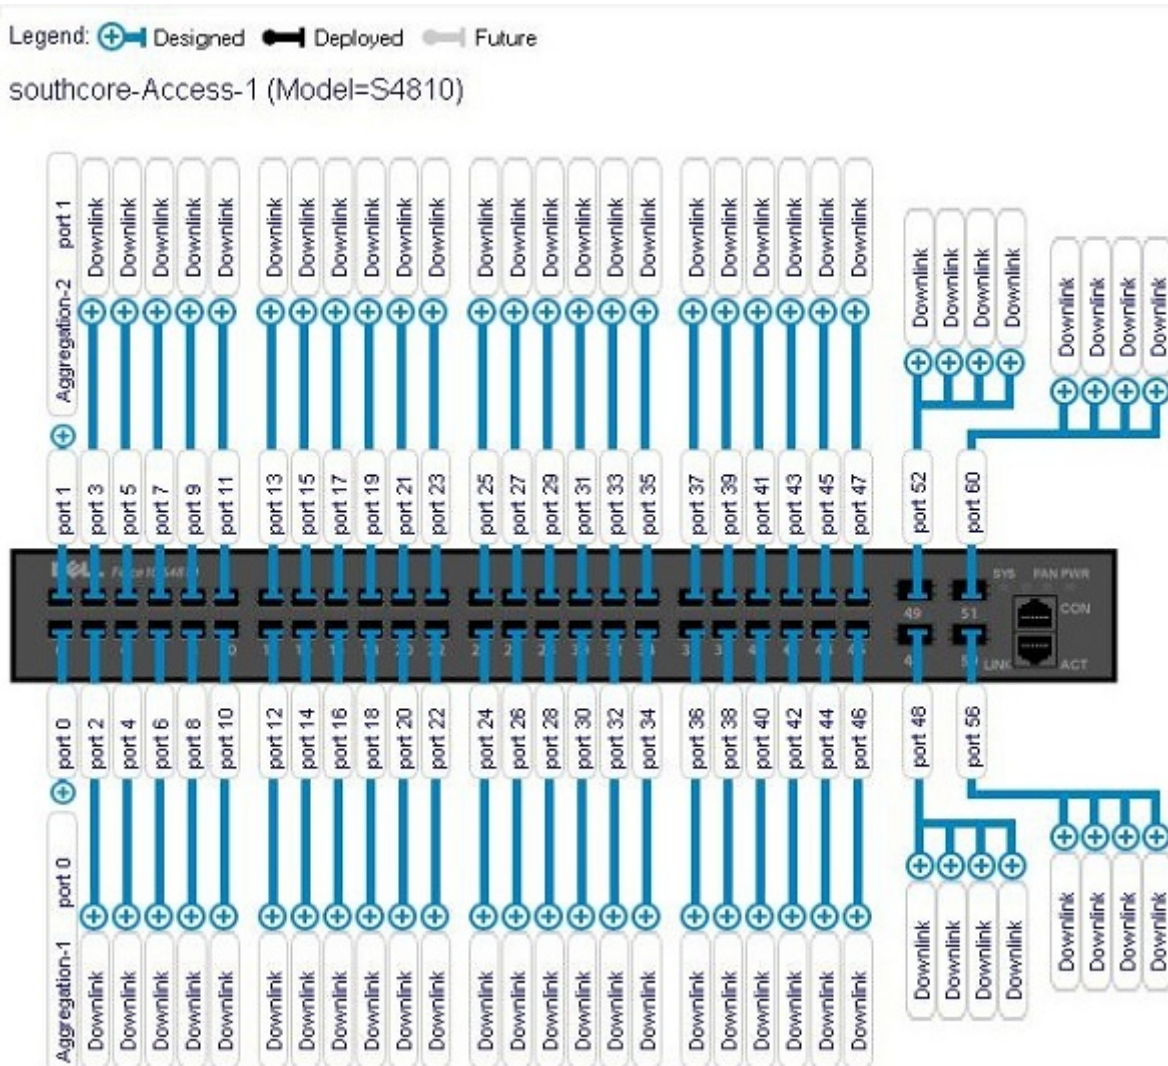 Legend: Designed Deployed Future
southcore-Access-1 (Model=S4810)
Aggregation-2 port 1
Downlink Downlink Downlink Downlink Downlink
Downlink Downlink Downlink Downlink Downlink Downlink
Downlink Downlink Downlink Downlink Downlink Downlink
Downlink Downlink Downlink Downlink Downlink Downlink
Downlink Downlink Downlink Downlink
Downlink Downlink Downlink Downlink
port 1 port 3 port 5 port 7 port 9 port 11
port 13 port 15 port 17 port 19 port 21 port 23
port 25 port 27 port 29 port 31 port 33 port 35
port 37 port 39 port 41 port 43 port 45 port 47
port 52 port 60
SYS FAN PWR
49 51 CON
LINK ACT
port 0 port 2 port 4 port 6 port 8 port 10
port 12 port 14 port 16 port 18 port 20 port 22
port 24 port 26 port 28 port 30 port 32 port 34
port 36 port 38 port 40 port 42 port 44 port 46
port 48 port 56
Aggregation-1 port 0
Downlink Downlink Downlink Downlink Downlink
Downlink Downlink Downlink Downlink Downlink Downlink
Downlink Downlink Downlink Downlink Downlink Downlink
Downlink Downlink Downlink Downlink Downlink Downlink
Downlink Downlink Downlink Downlink
Downlink Downlink Downlink Downlink